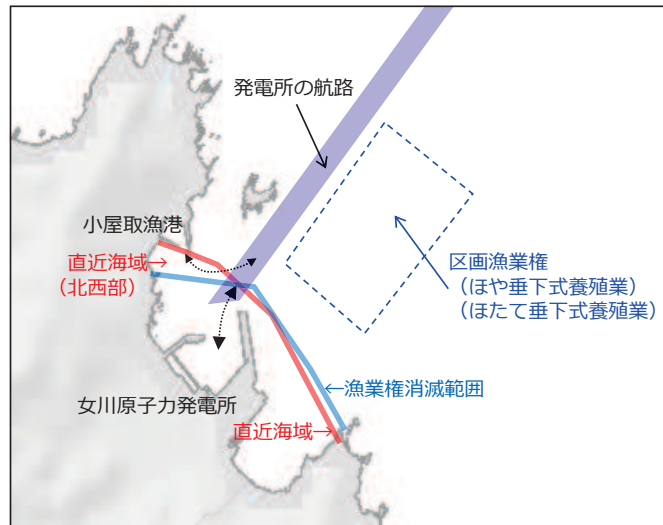 発電所の航路
小屋取漁港
直近海域→
（北西部）
区画漁業権
（ほや垂下式養殖業）
（ほたて垂下式養殖業）
女川原子力発電所
←漁業権消滅範囲
直近海域→